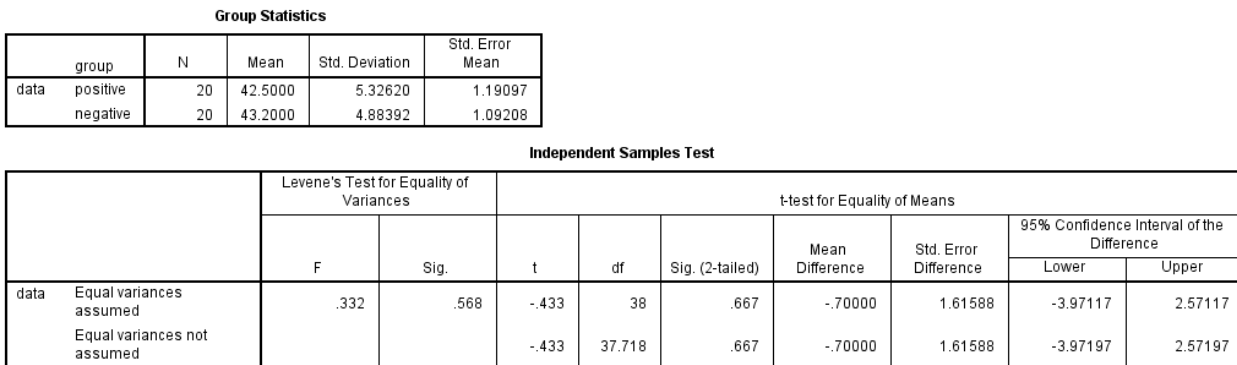 Group Statistics
group N Mean Std. Deviation Std. Error Mean
data positive 20 42.5000 5.32620 1.19097
negative 20 43.2000 4.88392 1.09208
Independent Samples Test
Levene's Test for Equality of Variances t-test for Equality of Means
F Sig. t df Sig. (2-tailed) Mean Difference Std. Error Difference 95% Confidence Interval of the Difference
Lower Upper
data Equal variances assumed .332 .568 -.433 38 .667 -.70000 1.61588 -3.97117 2.57117
Equal variances not assumed -.433 37.718 .667 -.70000 1.61588 -3.97197 2.57197